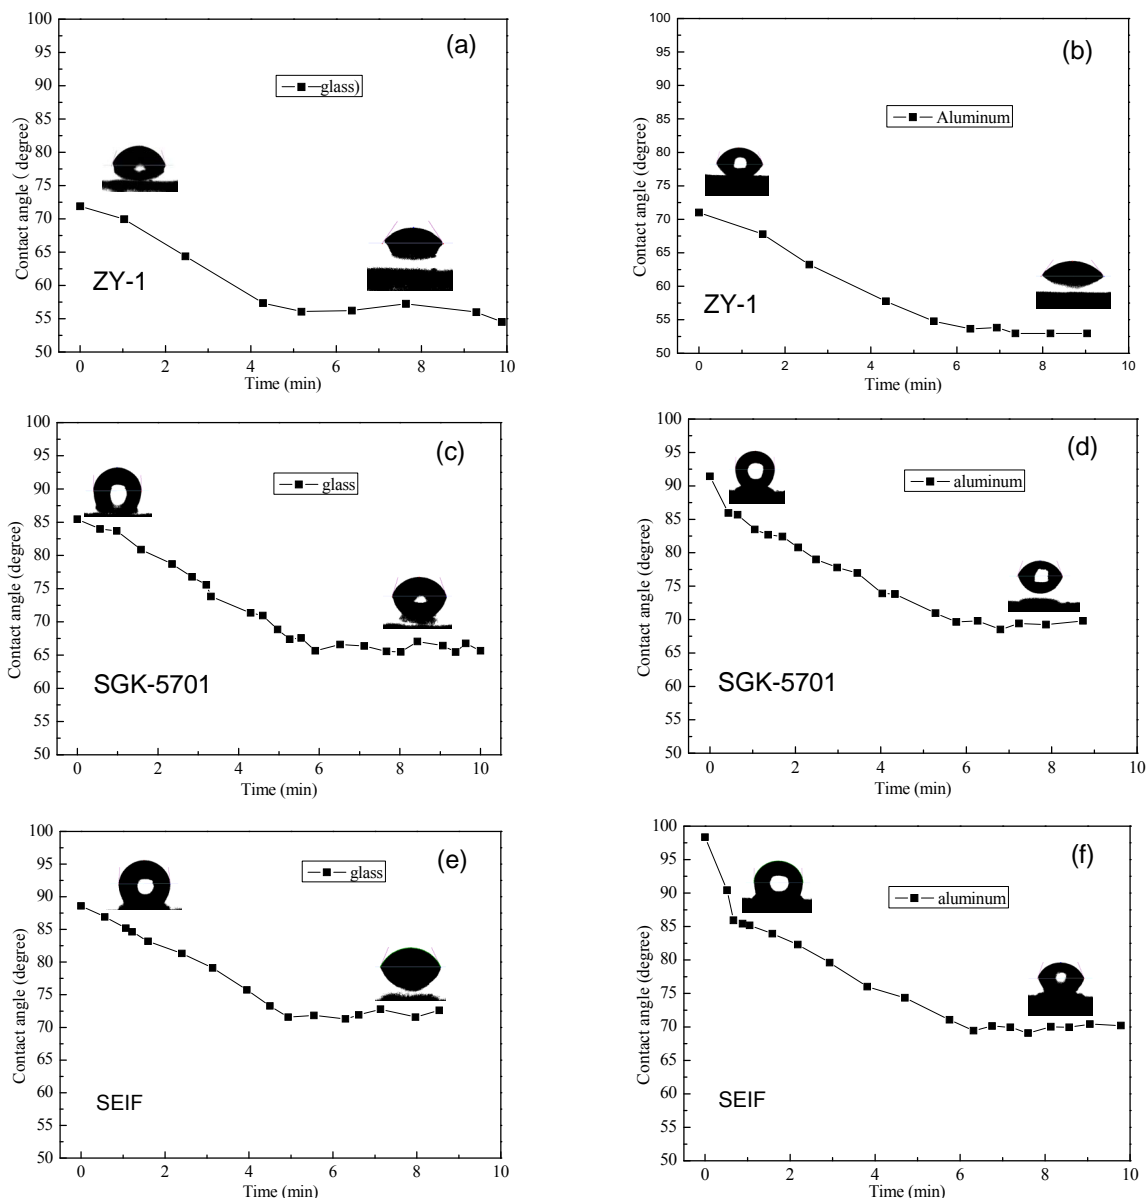 100
95
90
85
80
75
70
65
60
55
50
0 2 4 6 8 10
Contact angle ( degree)
Time (min)
(a)
glass)
ZY-1
100
95
90
85
80
75
70
65
60
55
50
0 2 4 6 8 10
Contact angle (degree)
Time (min)
(b)
Aluminum
ZY-1
100
95
90
85
80
75
70
65
60
55
50
0 2 4 6 8 10
Contact angle (degree)
Time (min)
(c)
glass
SGK-5701
100
95
90
85
80
75
70
65
60
55
50
0 2 4 6 8 10
Contact angle (degree)
Time (min)
(d)
aluminum
SGK-5701
100
95
90
85
80
75
70
65
60
55
50
0 2 4 6 8 10
Contact angle (degree)
Time (min)
(e)
glass
SEIF
100
95
90
85
80
75
70
65
60
55
50
0 2 4 6 8 10
Contact angle (degree)
Time (min)
(f)
aluminum
SEIF